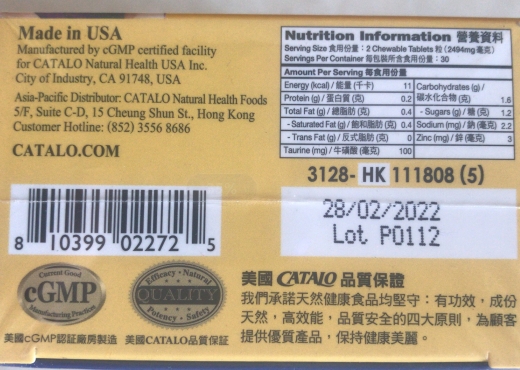 Made in USA
Manufactured by cGMP certified facility
for CATALO Natural Health USA Inc.
City of Industry, CA 91748, USA
Asia-Pacific Distributor: CATALO Natural Health Foods
5/F, Suite C-D, 15 Cheung Shun St., Hong Kong
Customer Hotline: (852) 3556 8686
CATALO.COM
Nutrition Information 營養資料
Serving Size 食用份量：2 Chewable Tablets 粒 (2494mg 毫克)
Servings Per Container 每包裝所含食用份量：30
Amount Per Serving 每食用份量
Energy (kcal) / 能量 (千卡) 11
Protein (g) / 蛋白質 (克) 0.2
Total Fat (g) / 總脂肪 (克) 0.4
- Saturated Fat (g) / 飽和脂肪 (克) 0.4
- Trans Fat (g) / 反式脂肪 (克) 0
Taurine (mg) / 牛磺酸 (毫克) 100
Carbohydrates (g) /
碳水化合物 (克) 1.6
- Sugars (g) / 糖 (克) 1.2
Sodium (mg) / 鈉 (毫克) 2.2
Zinc (mg) / 鋅 (毫克) 3
3128- HK 111808 (5)
28/02/2022
Lot P0112
8 10399 02272 5
Current Good
cGMP
Manufacturing Practices
Efficacy • Natural
QUALITY
Potency • Safety
美國cGMP認証廠房製造
美國CATALO品質保証
美國 CATALO 品質保證
我們承諾天然健康食品均堅守：有功效，成份
天然，高效能，品質安全的四大原則，為顧客
提供優質產品，保持健康美麗。